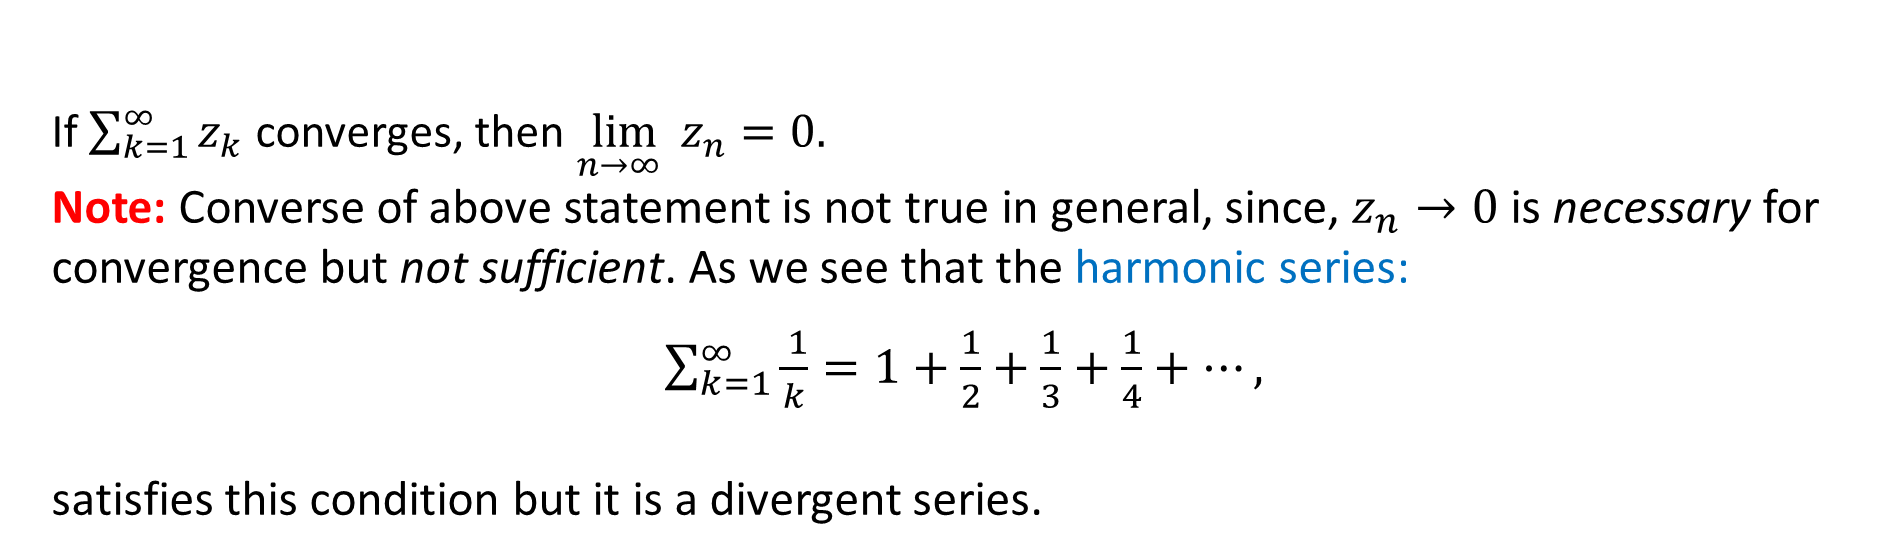 If ∑_{k=1}^{∞} z_k converges, then lim_{n→∞} z_n = 0.
Note: Converse of above statement is not true in general, since, z_n → 0 is necessary for
convergence but not sufficient. As we see that the harmonic series:
∑_{k=1}^{∞} 1/k = 1 + 1/2 + 1/3 + 1/4 + ⋯ ,
satisfies this condition but it is a divergent series.